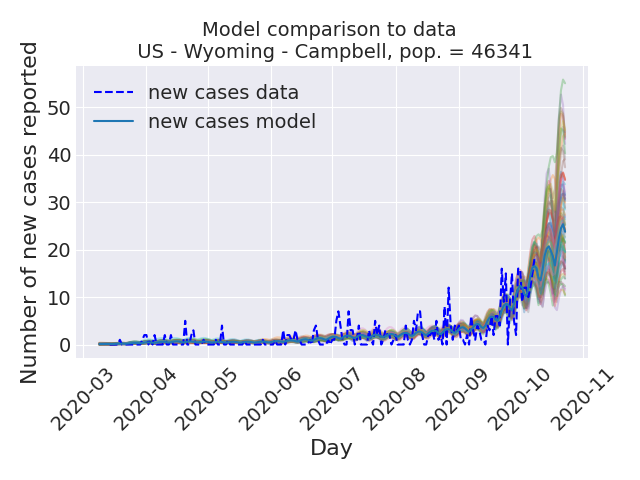 Model comparison to data
US - Wyoming - Campbell, pop. = 46341
Number of new cases reported
50
40
30
20
10
0
new cases data
new cases model
2020-03
2020-04
2020-05
2020-06
2020-07
2020-08
2020-09
2020-10
2020-11
Day